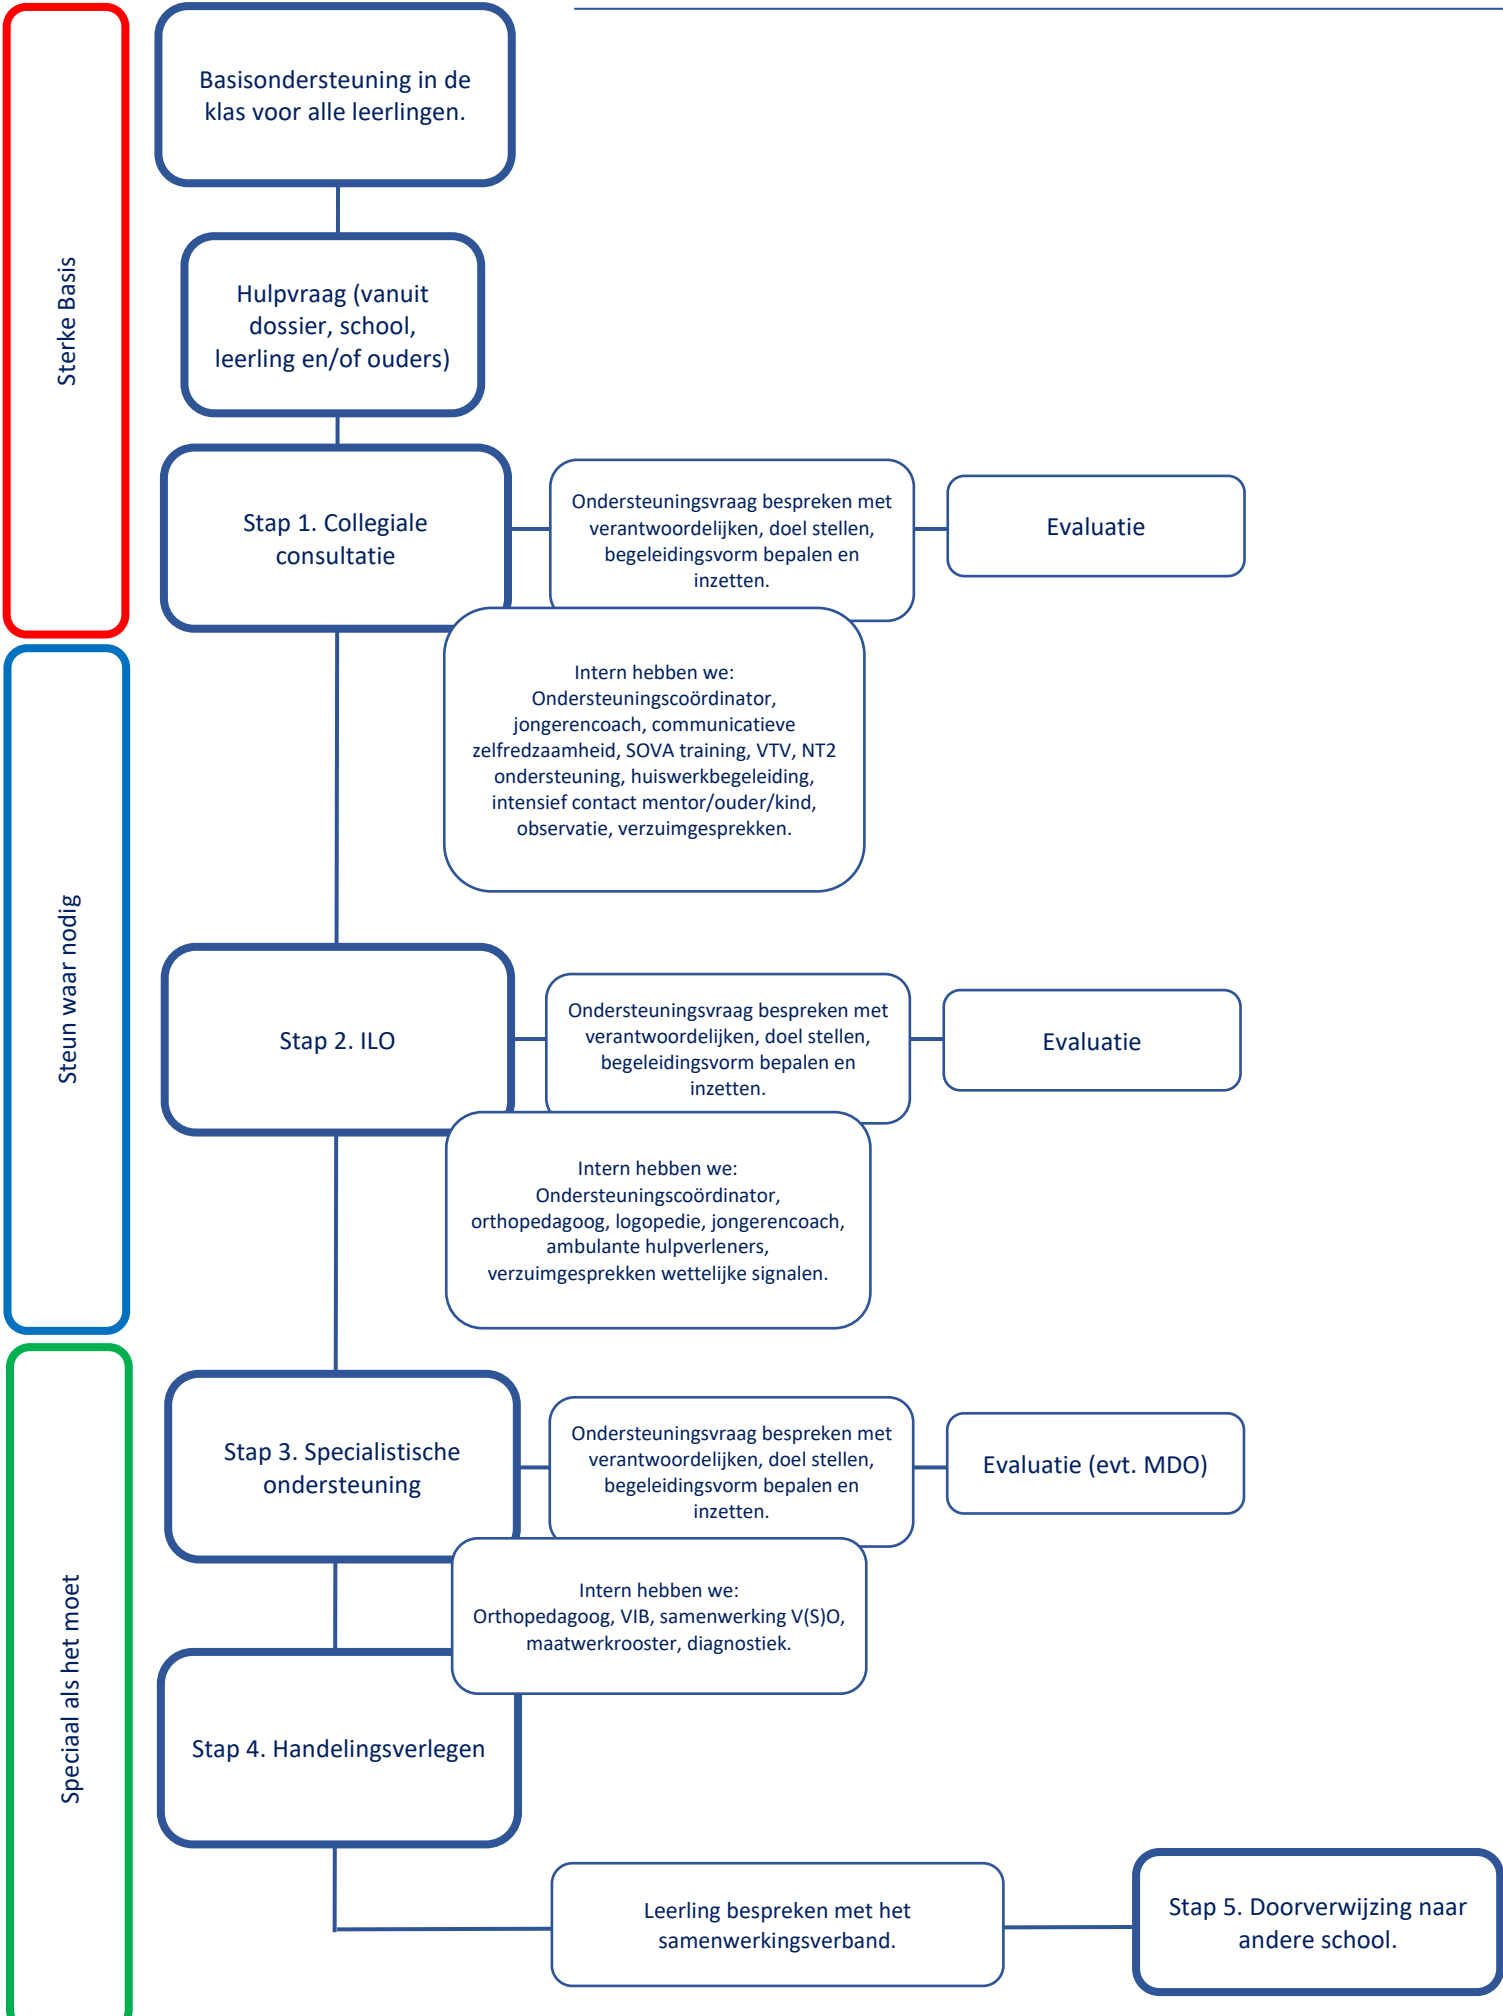 Basisondersteuning in de
klas voor alle leerlingen.
Sterke Basis
Hulpvraag (vanuit
dossier, school,
leerling en/of ouders)
Stap 1. Collegiale
consultatie
Ondersteuningsvraag bespreken met
verantwoordelijken, doel stellen,
begeleidingsvorm bepalen en
inzetten.
Evaluatie
Intern hebben we:
Ondersteuningscoördinator,
jongerencoach, communicatieve
zelfredzaamheid, SOVA training, VTV, NT2
ondersteuning, huiswerkbegeleiding,
intensief contact mentor/ouder/kind,
observatie, verzuimgesprekken.
Steun waar nodig
Stap 2. ILO
Ondersteuningsvraag bespreken met
verantwoordelijken, doel stellen,
begeleidingsvorm bepalen en
inzetten.
Evaluatie
Intern hebben we:
Ondersteuningscoördinator,
orthopedagoog, logopedie, jongerencoach,
ambulante hulpverleners,
verzuimgesprekken wettelijke signalen.
Speciaal als het moet
Stap 3. Specialistische
ondersteuning
Ondersteuningsvraag bespreken met
verantwoordelijken, doel stellen,
begeleidingsvorm bepalen en
inzetten.
Evaluatie (evt. MDO)
Intern hebben we:
Orthopedagoog, VIB, samenwerking V(S)O,
maatwerkrooster, diagnostiek.
Stap 4. Handelingsverlegen
Leerling bespreken met het
samenwerkingsverband.
Stap 5. Doorverwijzing naar
andere school.